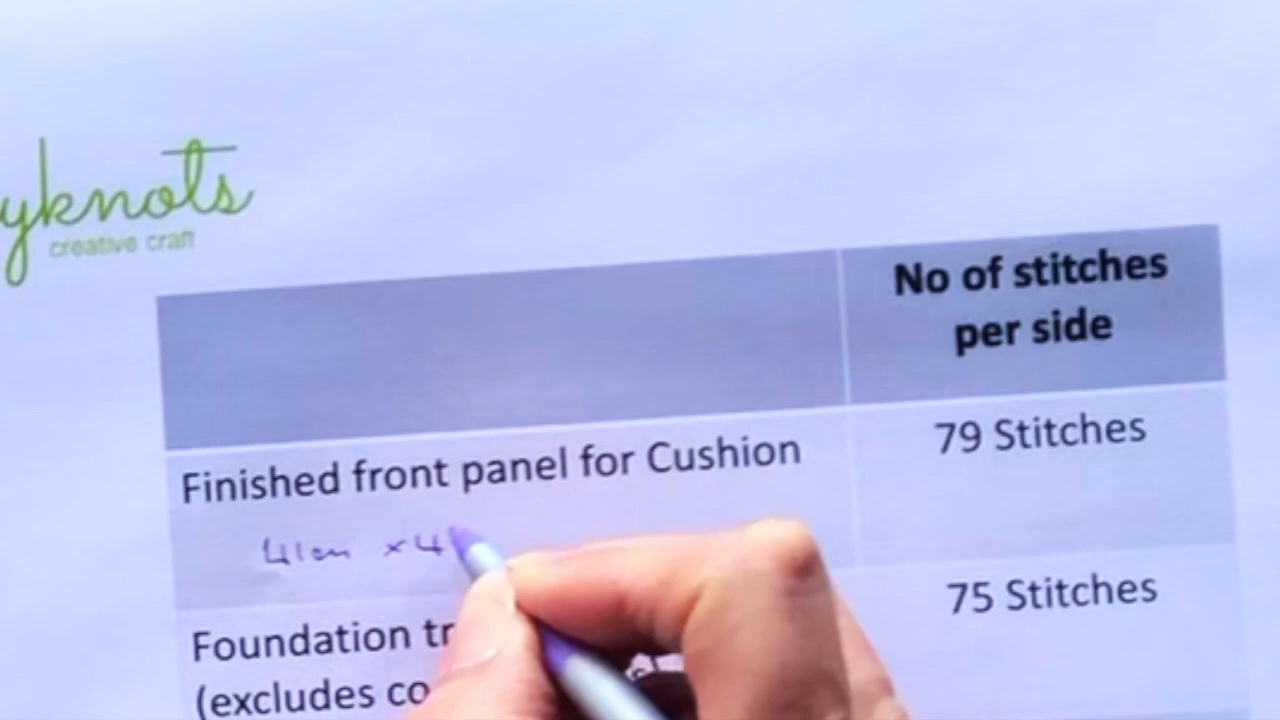 yknots
creative craft
No of stitches
per side
Finished front panel for Cushion
79 Stitches
41cm x 4
Foundation tr
75 Stitches
(excludes co